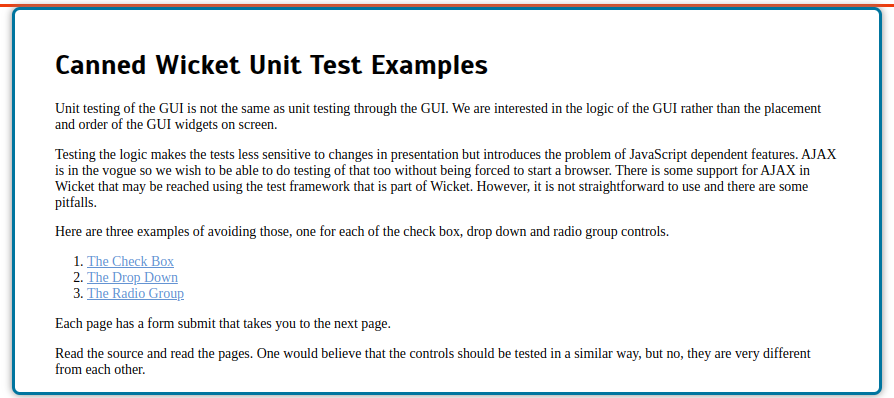 Canned Wicket Unit Test Examples
Unit testing of the GUI is not the same as unit testing through the GUI. We are interested in the logic of the GUI rather than the placement
and order of the GUI widgets on screen.
Testing the logic makes the tests less sensitive to changes in presentation but introduces the problem of JavaScript dependent features. AJAX
is in the vogue so we wish to be able to do testing of that too without being forced to start a browser. There is some support for AJAX in
Wicket that may be reached using the test framework that is part of Wicket. However, it is not straightforward to use and there are some
pitfalls.
Here are three examples of avoiding those, one for each of the check box, drop down and radio group controls.
1. The Check Box
2. The Drop Down
3. The Radio Group
Each page has a form submit that takes you to the next page.
Read the source and read the pages. One would believe that the controls should be tested in a similar way, but no, they are very different
from each other.